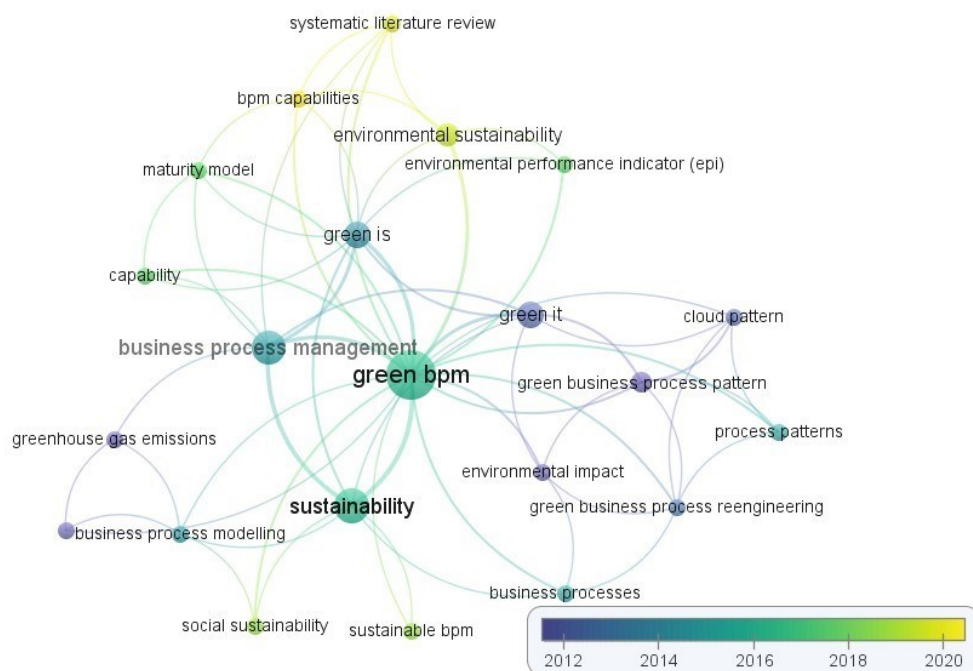 systematic literature review
bpm capabilities
environmental sustainability
environmental performance indicator (epi)
maturity model
green is
capability
green it
cloud pattern
business process management
green bpm
green business process pattern
greenhouse gas emissions
process patterns
environmental impact
sustainability
green business process reengineering
business process modelling
business processes
social sustainability
sustainable bpm
2012 2014 2016 2018 2020